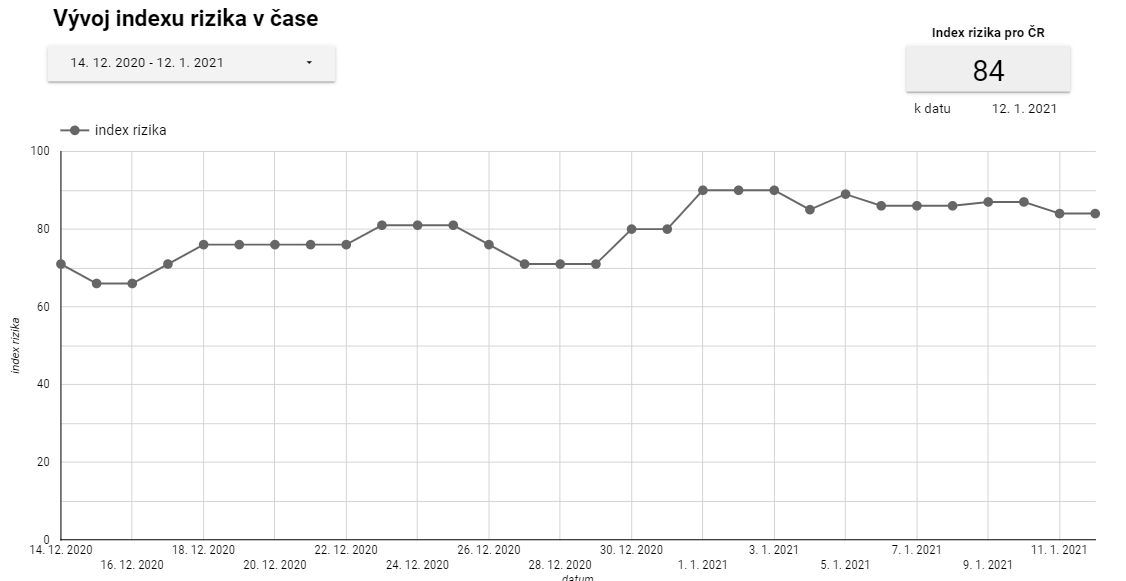 Vývoj indexu rizika v čase
Index rizika pro ČR
14. 12. 2020 - 12. 1. 2021
84
k datu 12. 1. 2021
index rizika
100
80
60
40
20
0
index rizika
14. 12. 2020 18. 12. 2020 22. 12. 2020 26. 12. 2020 30. 12. 2020 3. 1. 2021 7. 1. 2021 11. 1. 2021
16. 12. 2020 20. 12. 2020 24. 12. 2020 28. 12. 2020 1. 1. 2021 5. 1. 2021 9. 1. 2021
datum